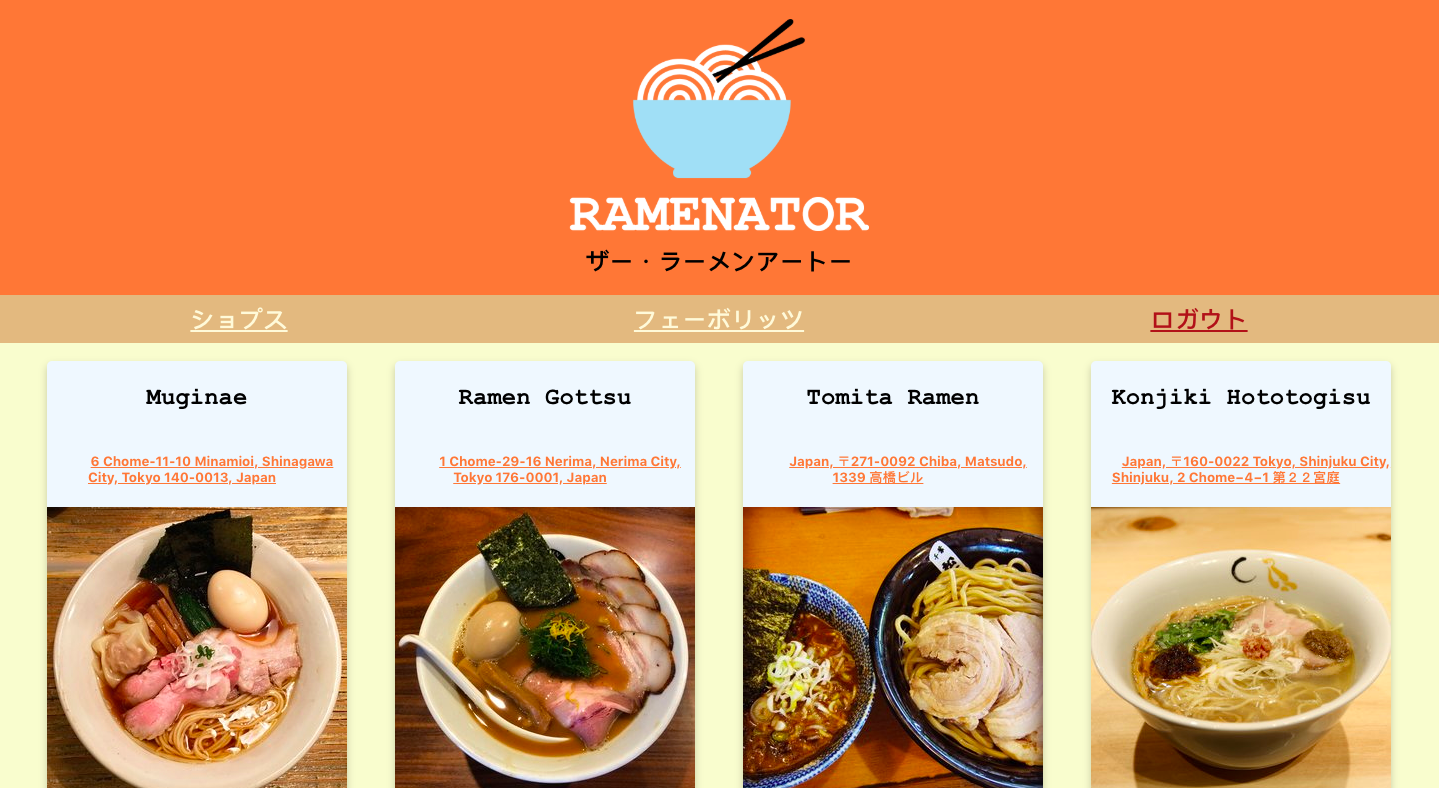 RAMENATOR
ザー・ラーメンアートー
ショプス
フェーボリッツ
ロガウト
Muginae
6 Chome-11-10 Minamioi, Shinagawa
City, Tokyo 140-0013, Japan
Ramen Gottsu
1 Chome-29-16 Nerima, Nerima City,
Tokyo 176-0001, Japan
Tomita Ramen
Japan, 〒271-0092 Chiba, Matsudo,
1339 高橋ビル
Konjiki Hototogisu
Japan, 〒160-0022 Tokyo, Shinjuku City,
Shinjuku, 2 Chome−4−1 第２２宮庭